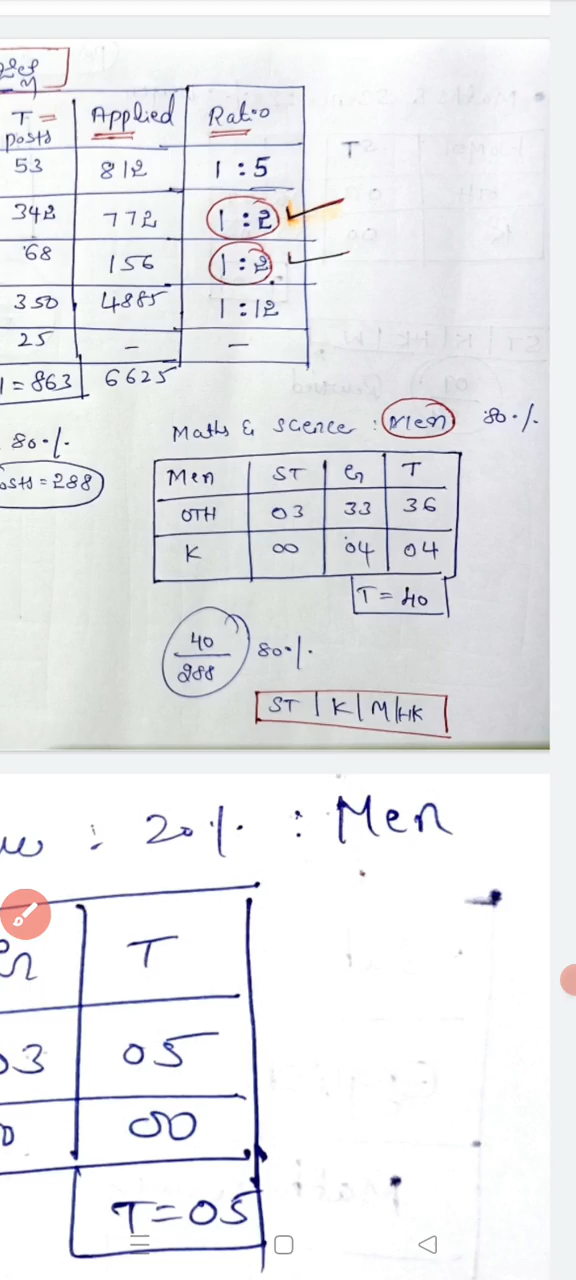 T = Applied Ratio
posts
53 812 1 : 5
342 772 1 : 2
68 156 1 : 2
350 4885 1 : 12
25 - -
= 863 6625
80 ./.
= 288
Maths & science : Men 80 ./.
Men ST G T
OTH 03 33 36
K 00 04 04
T = 40
40
288
80 ./.
ST | K | M/HK
: 20 ./. : Men
T
03 05
00
T = 05